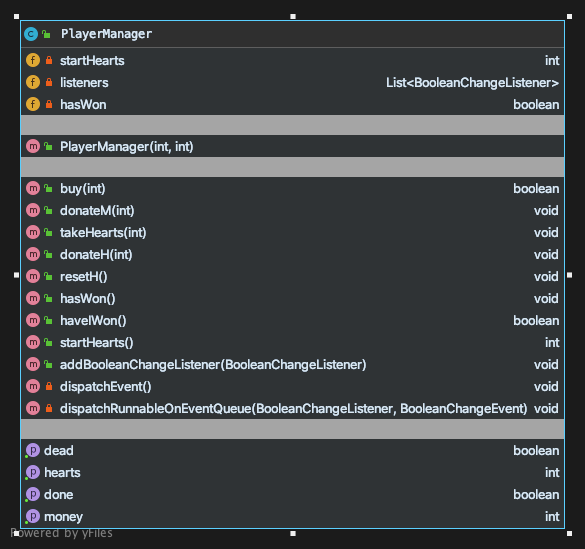 PlayerManager
startHearts int
listeners List<BooleanChangeListener>
hasWon boolean
PlayerManager(int, int)
buy(int) boolean
donateM(int) void
takeHearts(int) void
donateH(int) void
resetH() void
hasWon() void
haveIWon() boolean
startHearts() int
addBooleanChangeListener(BooleanChangeListener) void
dispatchEvent() void
dispatchRunnableOnEventQueue(BooleanChangeListener, BooleanChangeEvent) void
dead boolean
hearts int
done boolean
money int
Powered by yFiles